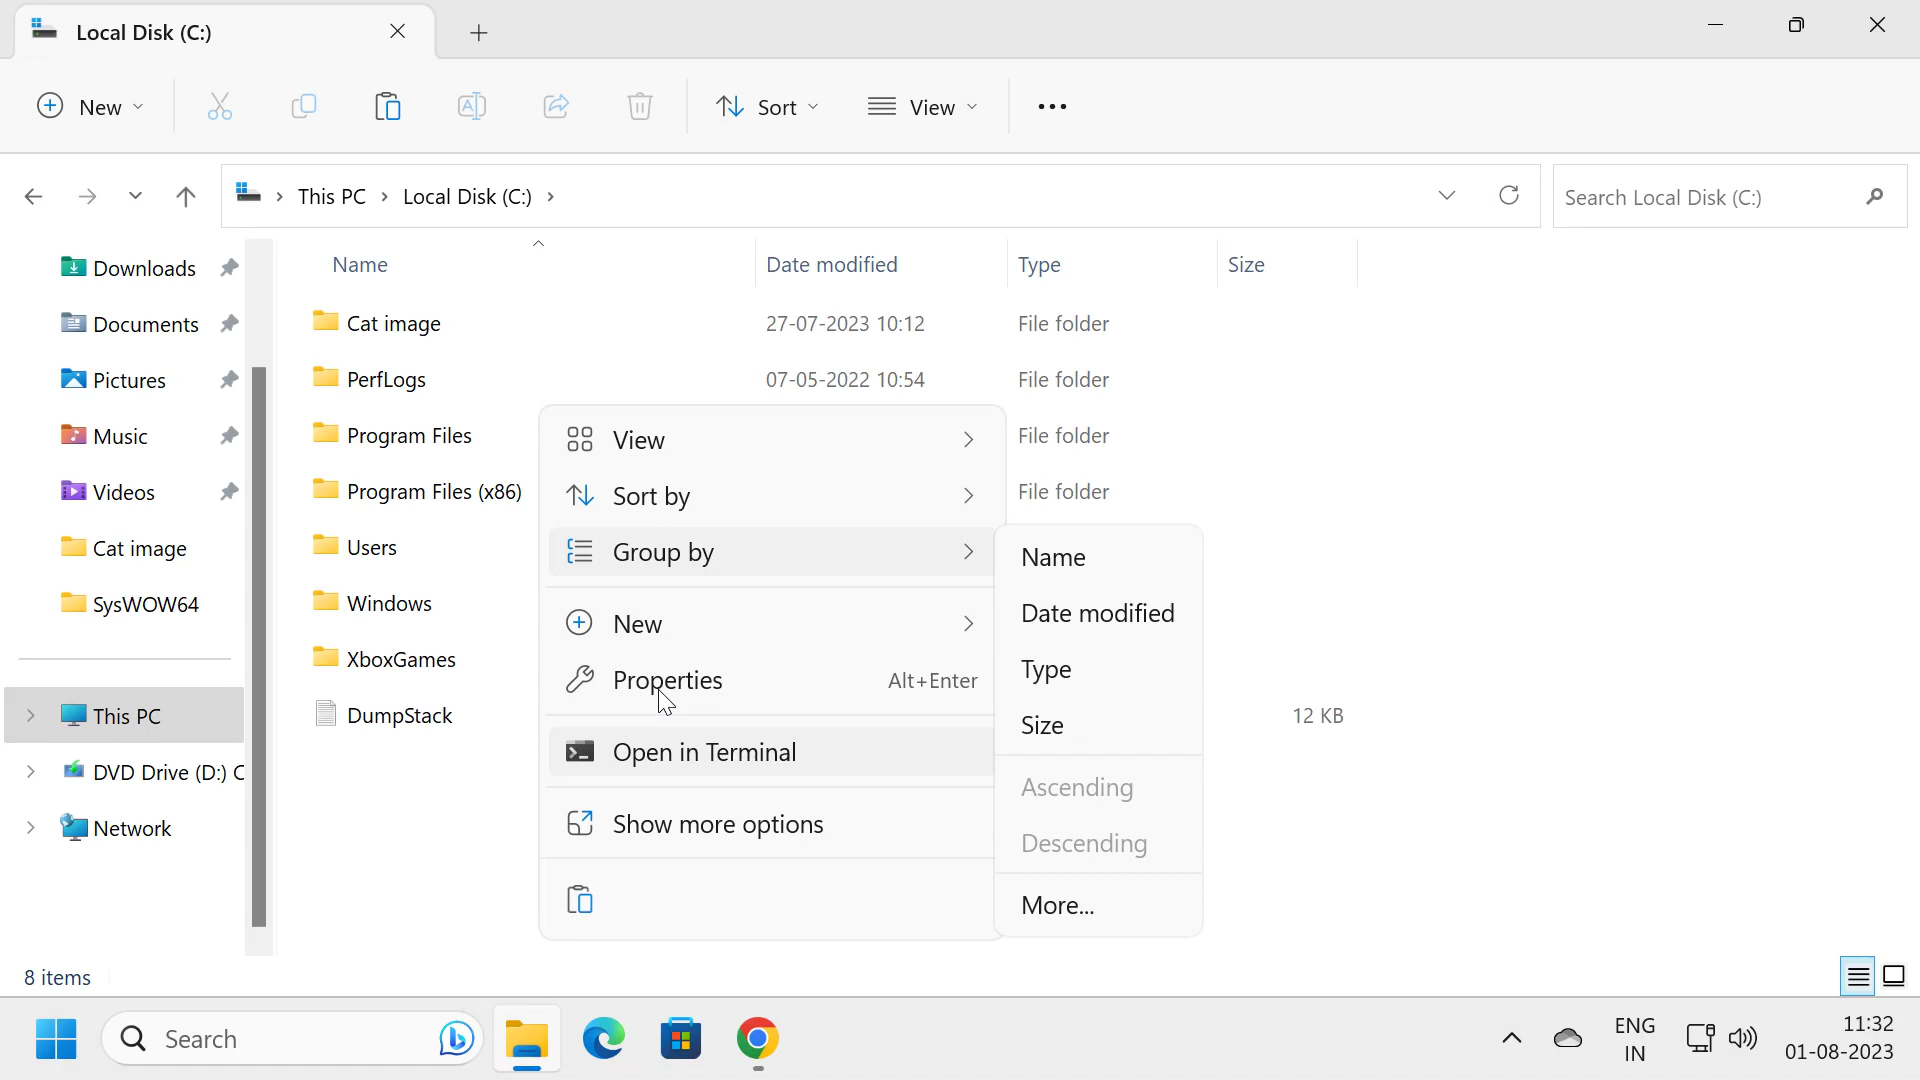 Local Disk (C:)
New
Sort
View
This PC
Local Disk (C:)
Search Local Disk (C:)
Name
Date modified
Type
Size
Downloads
Documents
Pictures
Music
Videos
Cat image
SysWOW64
This PC
DVD Drive (D:) C
Network
Cat image 27-07-2023 10:12 File folder
PerfLogs 07-05-2022 10:54 File folder
Program Files File folder
Program Files (x86) File folder
Users
Windows
XboxGames
DumpStack 12 KB
View
Sort by
Group by
New
Properties Alt+Enter
Open in Terminal
Show more options
Name
Date modified
Type
Size
Ascending
Descending
More...
8 items
Search
ENG
IN
11:32
01-08-2023